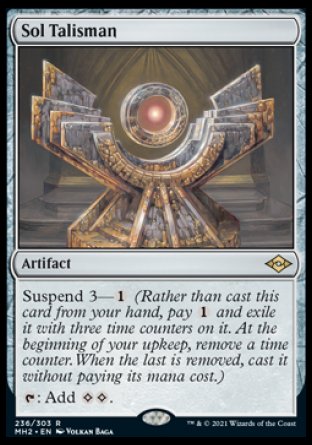 Sol Talisman
Artifact
Suspend 3—1 (Rather than cast this
card from your hand, pay 1 and exile
it with three time counters on it. At the
beginning of your upkeep, remove a time
counter. When the last is removed, cast it
without paying its mana cost.)
: Add
236/303 R
MH2 • EN VOLKAN BAGA
™ & © 2021 Wizards of the Coast